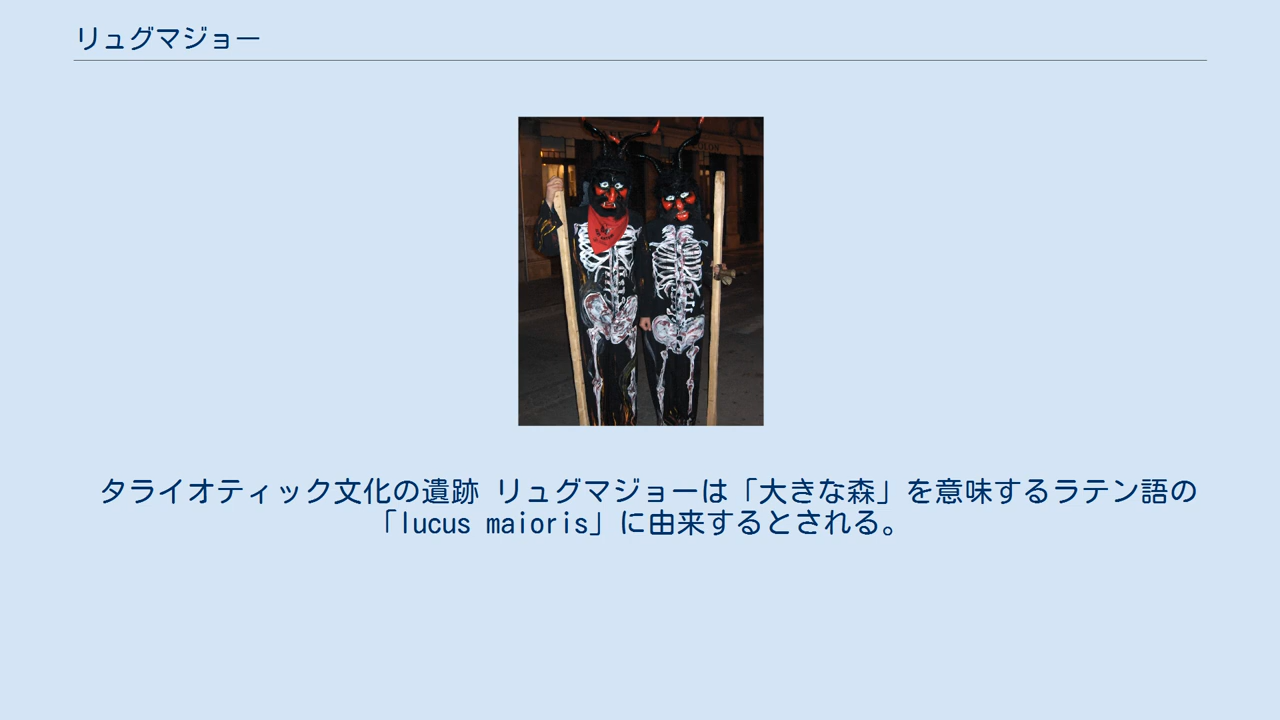 リュグマジョー
タライオティック文化の遺跡 リュグマジョーは「大きな森」を意味するラテン語の
「lucus maioris」に由来するとされる。